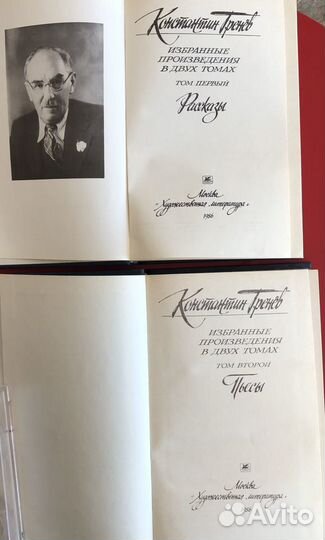 Константин Тренёв
ИЗБРАННЫЕ
ПРОИЗВЕДЕНИЯ
В ДВУХ ТОМАХ
ТОМ ПЕРВЫЙ
Рассказы
Москва
«Художественная литература»
1986
Константин Тренёв
ИЗБРАННЫЕ
ПРОИЗВЕДЕНИЯ
В ДВУХ ТОМАХ
ТОМ ВТОРОЙ
Пьесы
Москва
«Художественная литература»
Avito